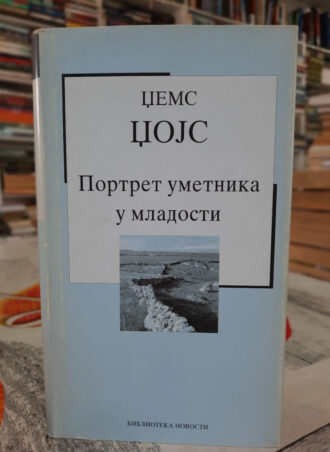 ЏЕМС
ЏОЈС
Портрет уметника
у младости
БИБЛИОТЕКА НОВОСТИ